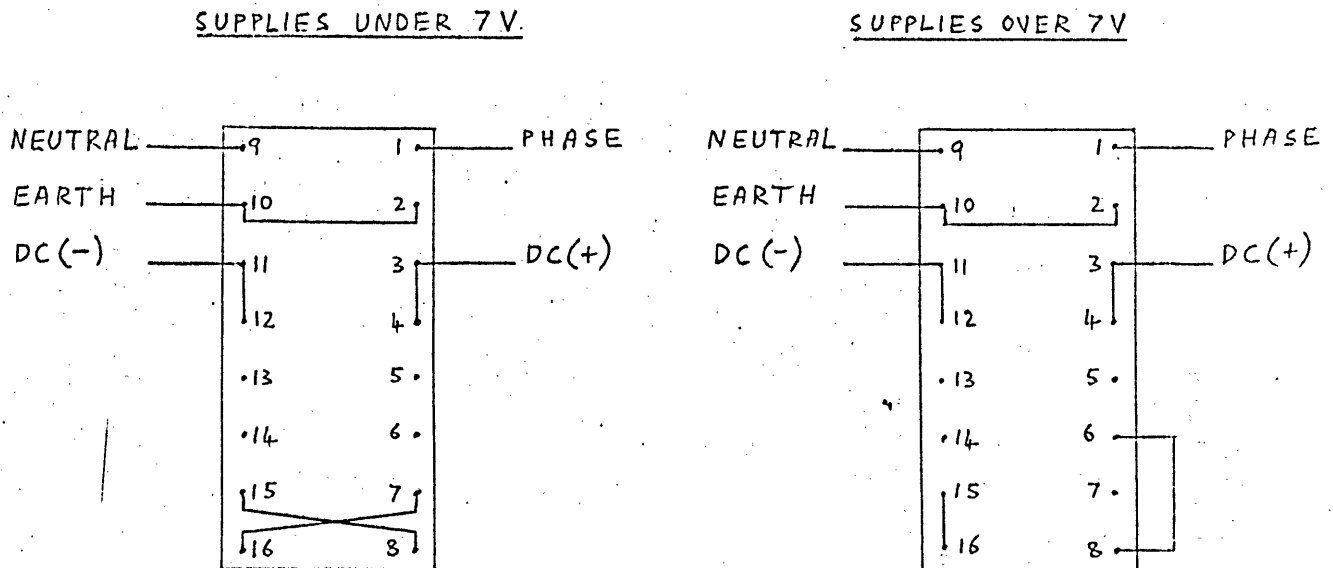 SUPPLIES UNDER 7V.
NEUTRAL 9 1 PHASE
EARTH 10 2
DC(-) 11 3 DC(+)
12 4
13 5
14 6
15 7
16 8
SUPPLIES OVER 7V
NEUTRAL 9 1 PHASE
EARTH 10 2
DC(-) 11 3 DC(+)
12 4
13 5
14 6
15 7
16 8